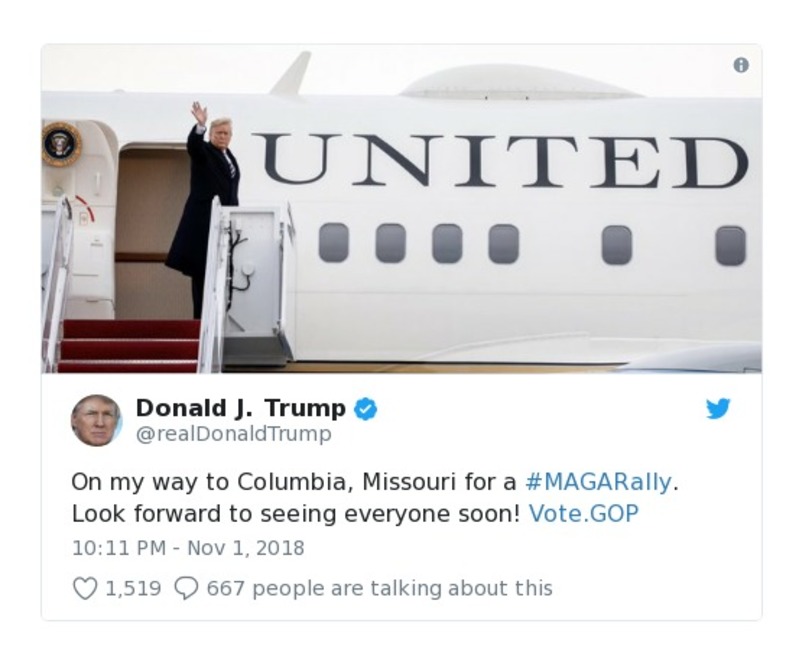 UNITED
Donald J. Trump
@realDonaldTrump
On my way to Columbia, Missouri for a #MAGARally.
Look forward to seeing everyone soon! Vote.GOP
10:11 PM - Nov 1, 2018
1,519 667 people are talking about this